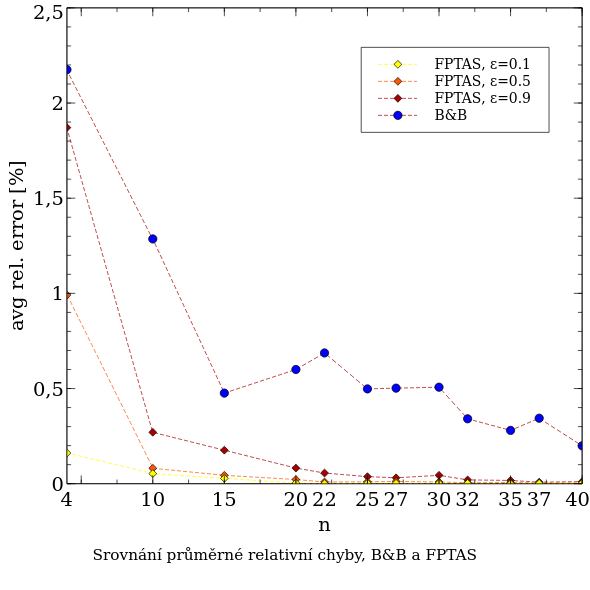 2,5
2
1,5
1
0,5
0
avg rel. error [%]
FPTAS, ε=0.1
FPTAS, ε=0.5
FPTAS, ε=0.9
B&B
4 10 15 20 22 25 27 30 32 35 37 40
n
Srovnání průměrné relativní chyby, B&B a FPTAS